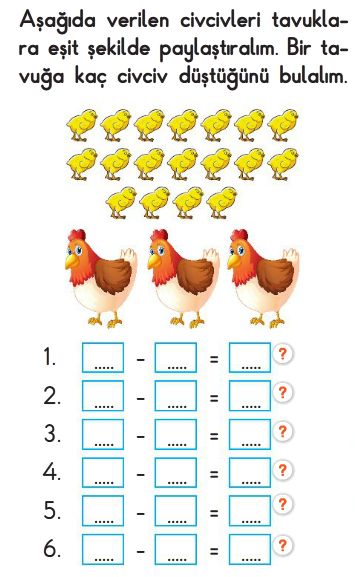 Aşağıda verilen civcivleri tavukla-
ra eşit şekilde paylaştıralım. Bir ta-
vuğa kaç civciv düştüğünü bulalım.
1. ..... - ..... = ..... ?
2. ..... - ..... = ..... ?
3. ..... - ..... = ..... ?
4. ..... - ..... = ..... ?
5. ..... - ..... = ..... ?
6. ..... - ..... = ..... ?